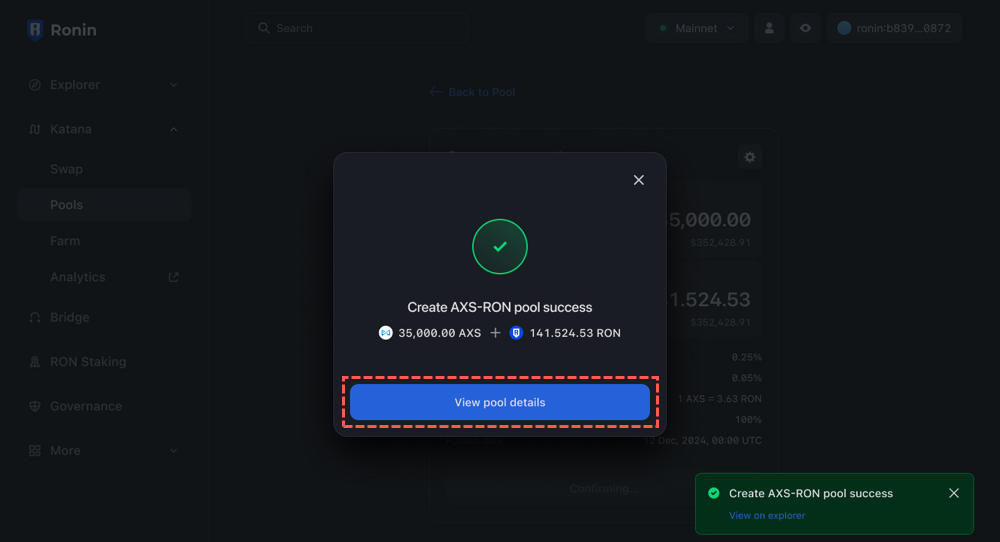 Ronin
Search
Mainnet
ronin:b839...0872
Explorer
Back to Pool
Katana
Swap
5,000.00
Pools
$352,428.91
Farm
Analytics
1.524.53
Create AXS-RON pool success
Bridge
$352,428.91
35,000.00 AXS + 141.524.53 RON
RON Staking
0.25%
0.05%
View pool details
1 AXS = 3.63 RON
Governance
100%
12 Dec, 2024, 00:00 UTC
More
Confirming...
Create AXS-RON pool success
View on explorer